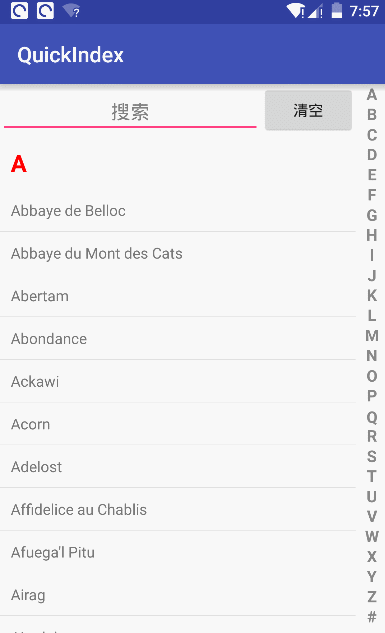 7:57
QuickIndex
搜索
清空
A
Abbaye de Belloc
Abbaye du Mont des Cats
Abertam
Abondance
Ackawi
Acorn
Adelost
Affidelice au Chablis
Afuega'l Pitu
Airag
A
B
C
D
E
F
G
H
I
J
K
L
M
N
O
P
Q
R
S
T
U
V
W
X
Y
Z
#